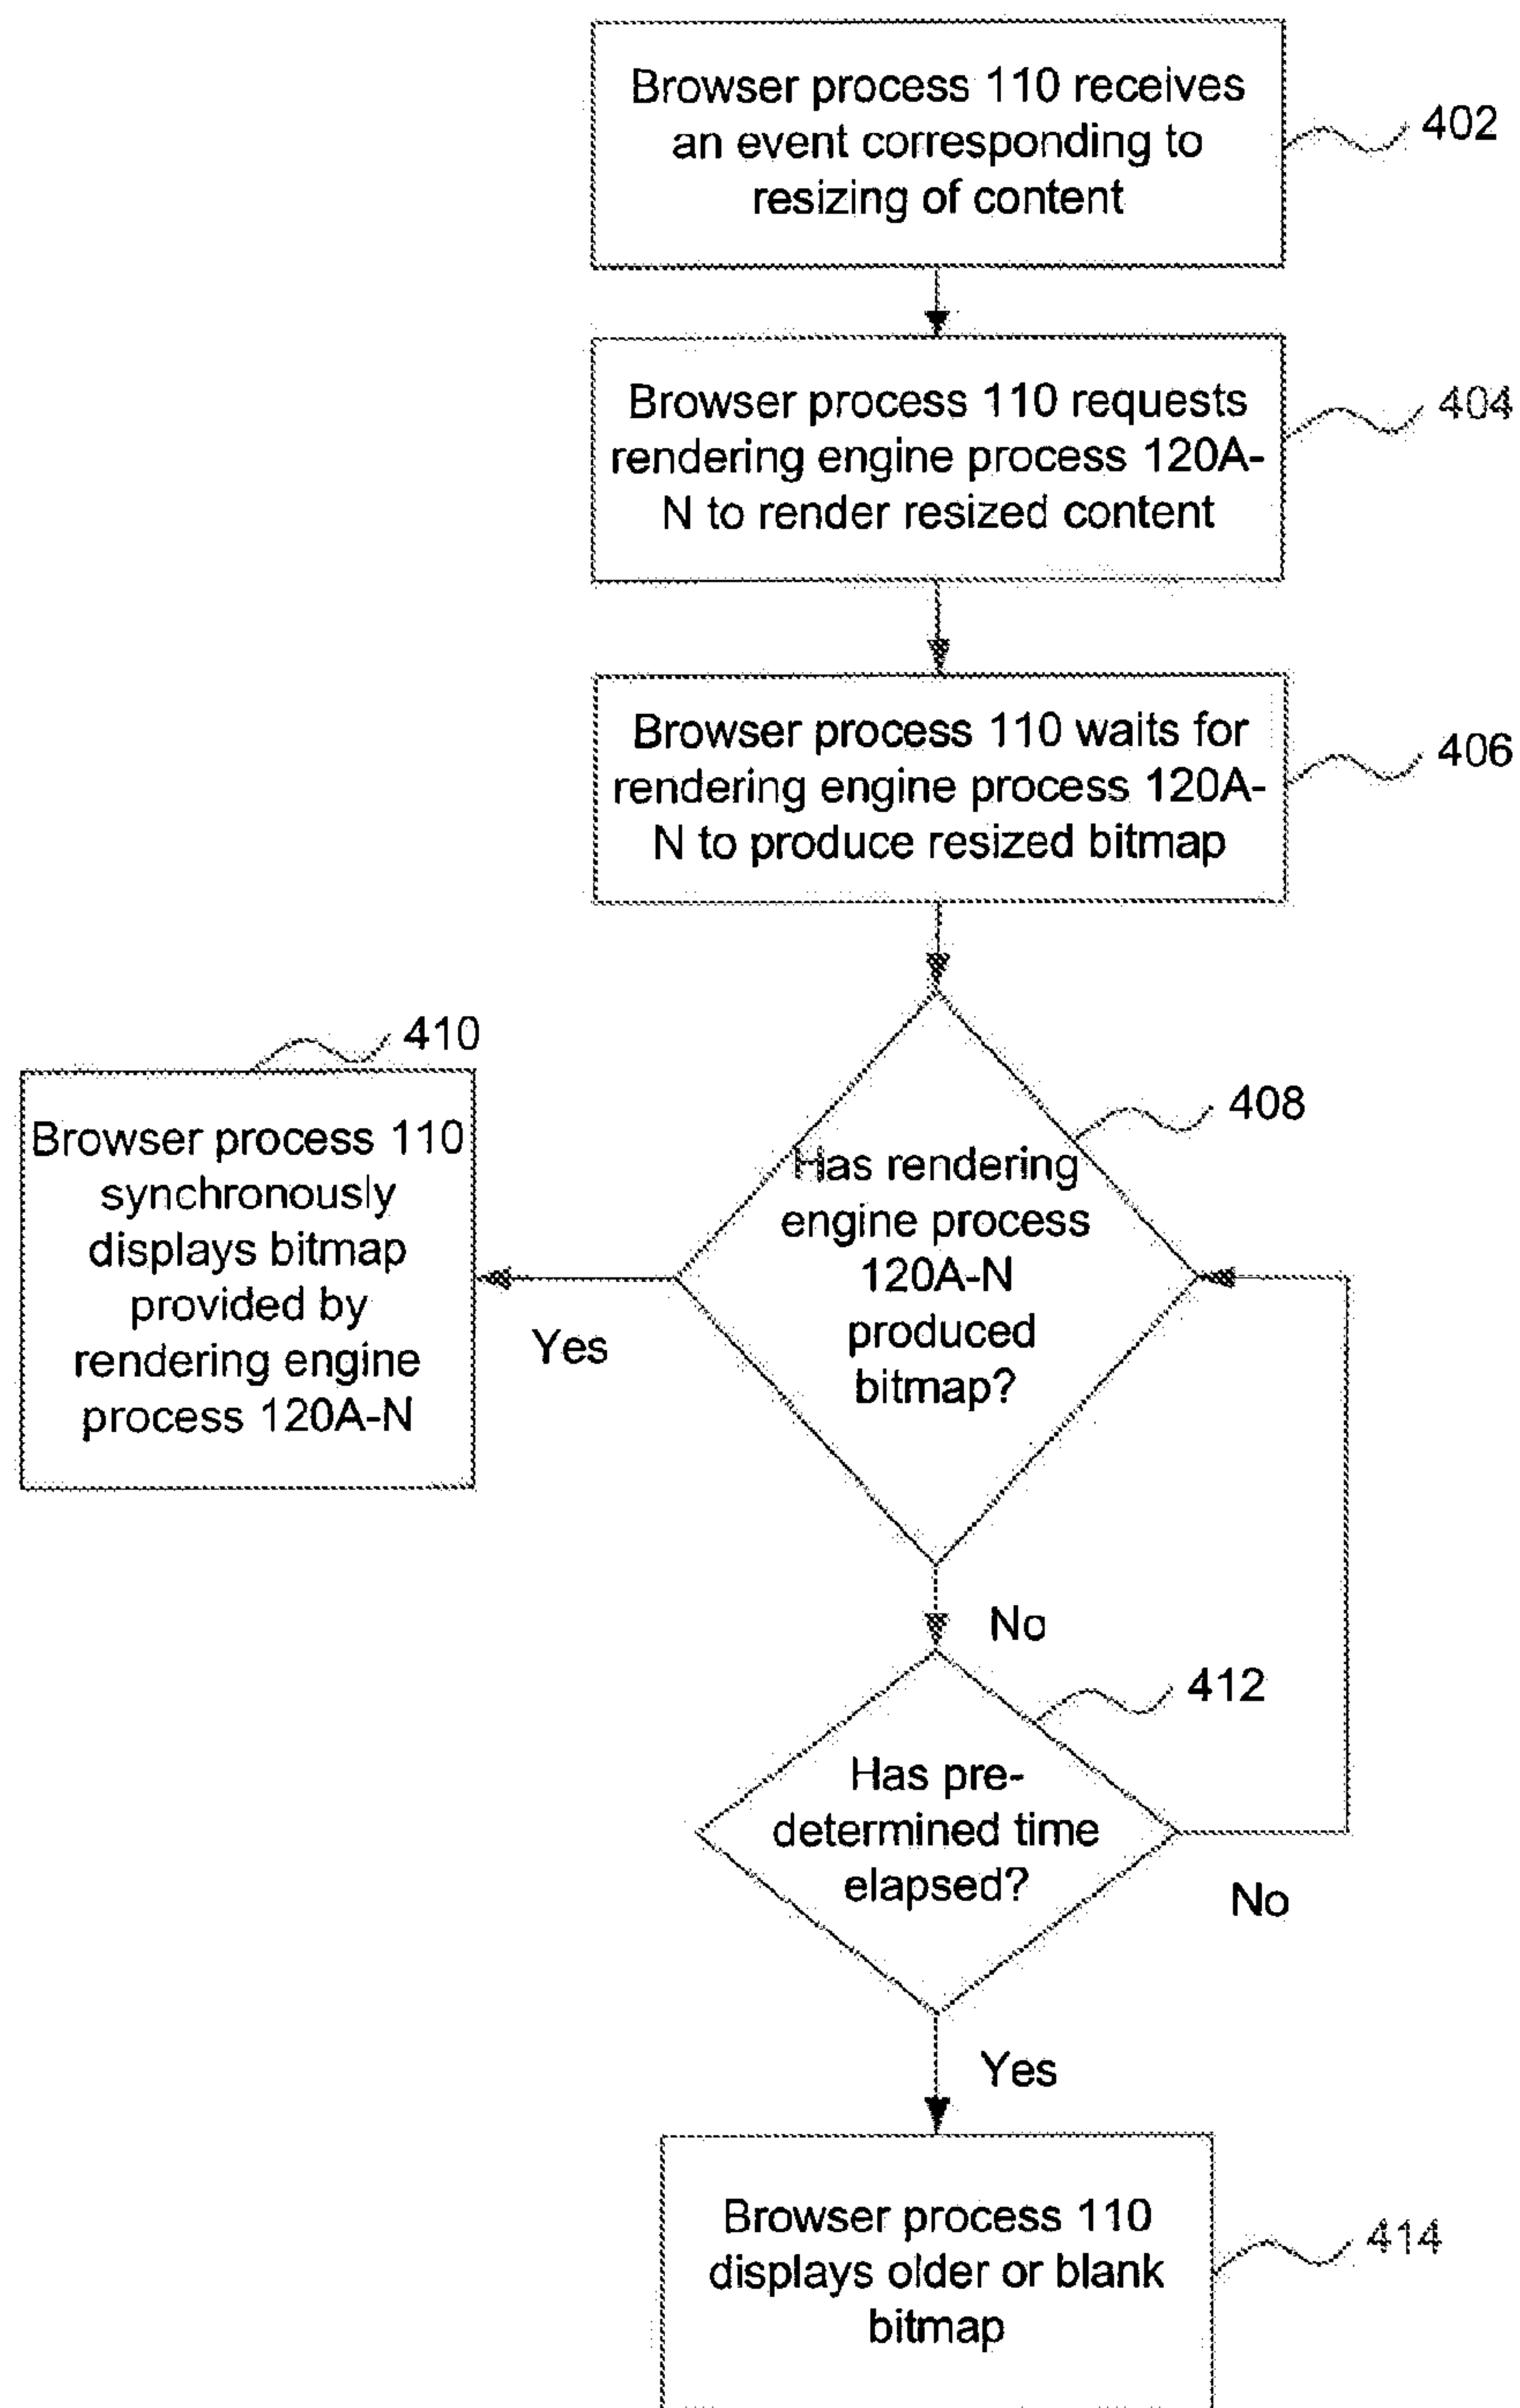 Browser process 110 receives
an event corresponding to
resizing of content
402
Browser process 110 requests
rendering engine process 120A-
N to render resized content
404
Browser process 110 waits for
rendering engine process 120A-
N to produce resized bitmap
406
410
Browser process 110
synchronously
displays bitmap
provided by
rendering engine
process 120A-N
Yes
408
Has rendering
engine process
120A-N
produced
bitmap?
No
412
Has pre-
determined time
elapsed?
No
Yes
Browser process 110
displays older or blank
bitmap
414